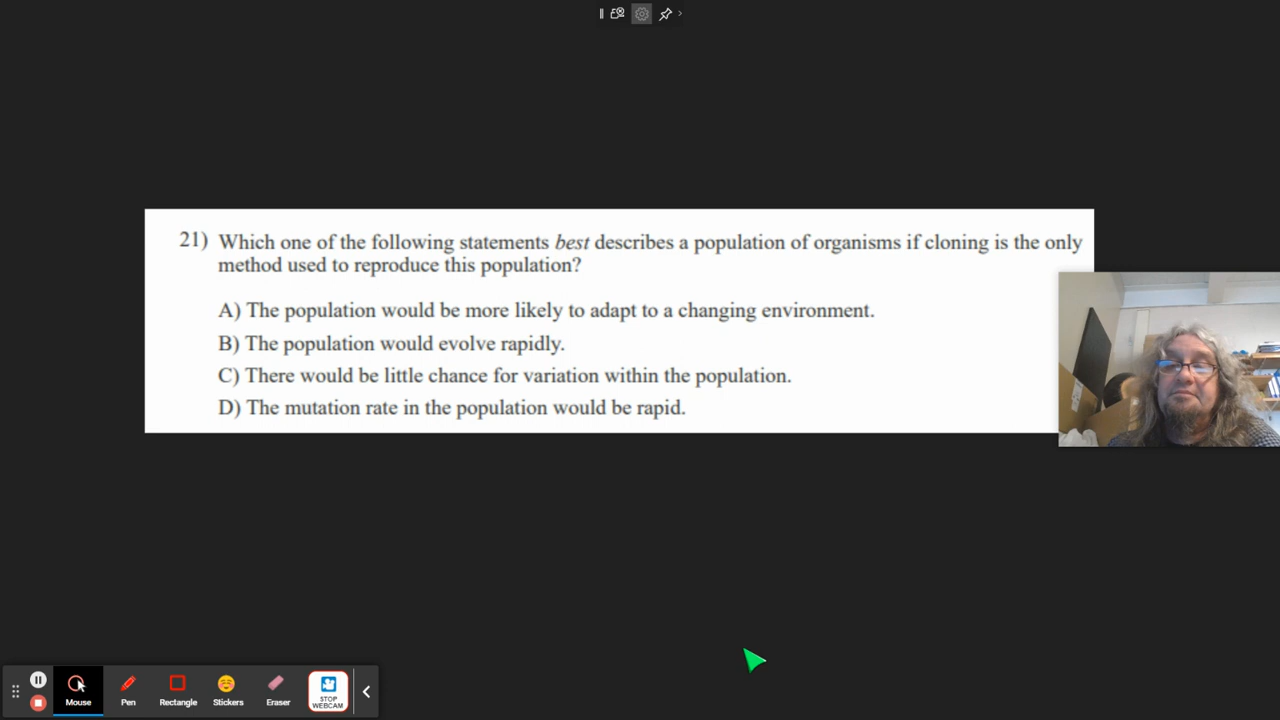 21) Which one of the following statements best describes a population of organisms if cloning is the only
method used to reproduce this population?
A) The population would be more likely to adapt to a changing environment.
B) The population would evolve rapidly.
C) There would be little chance for variation within the population.
D) The mutation rate in the population would be rapid.
Mouse
Pen
Rectangle
Stickers
Eraser
STOP
WEBCAM